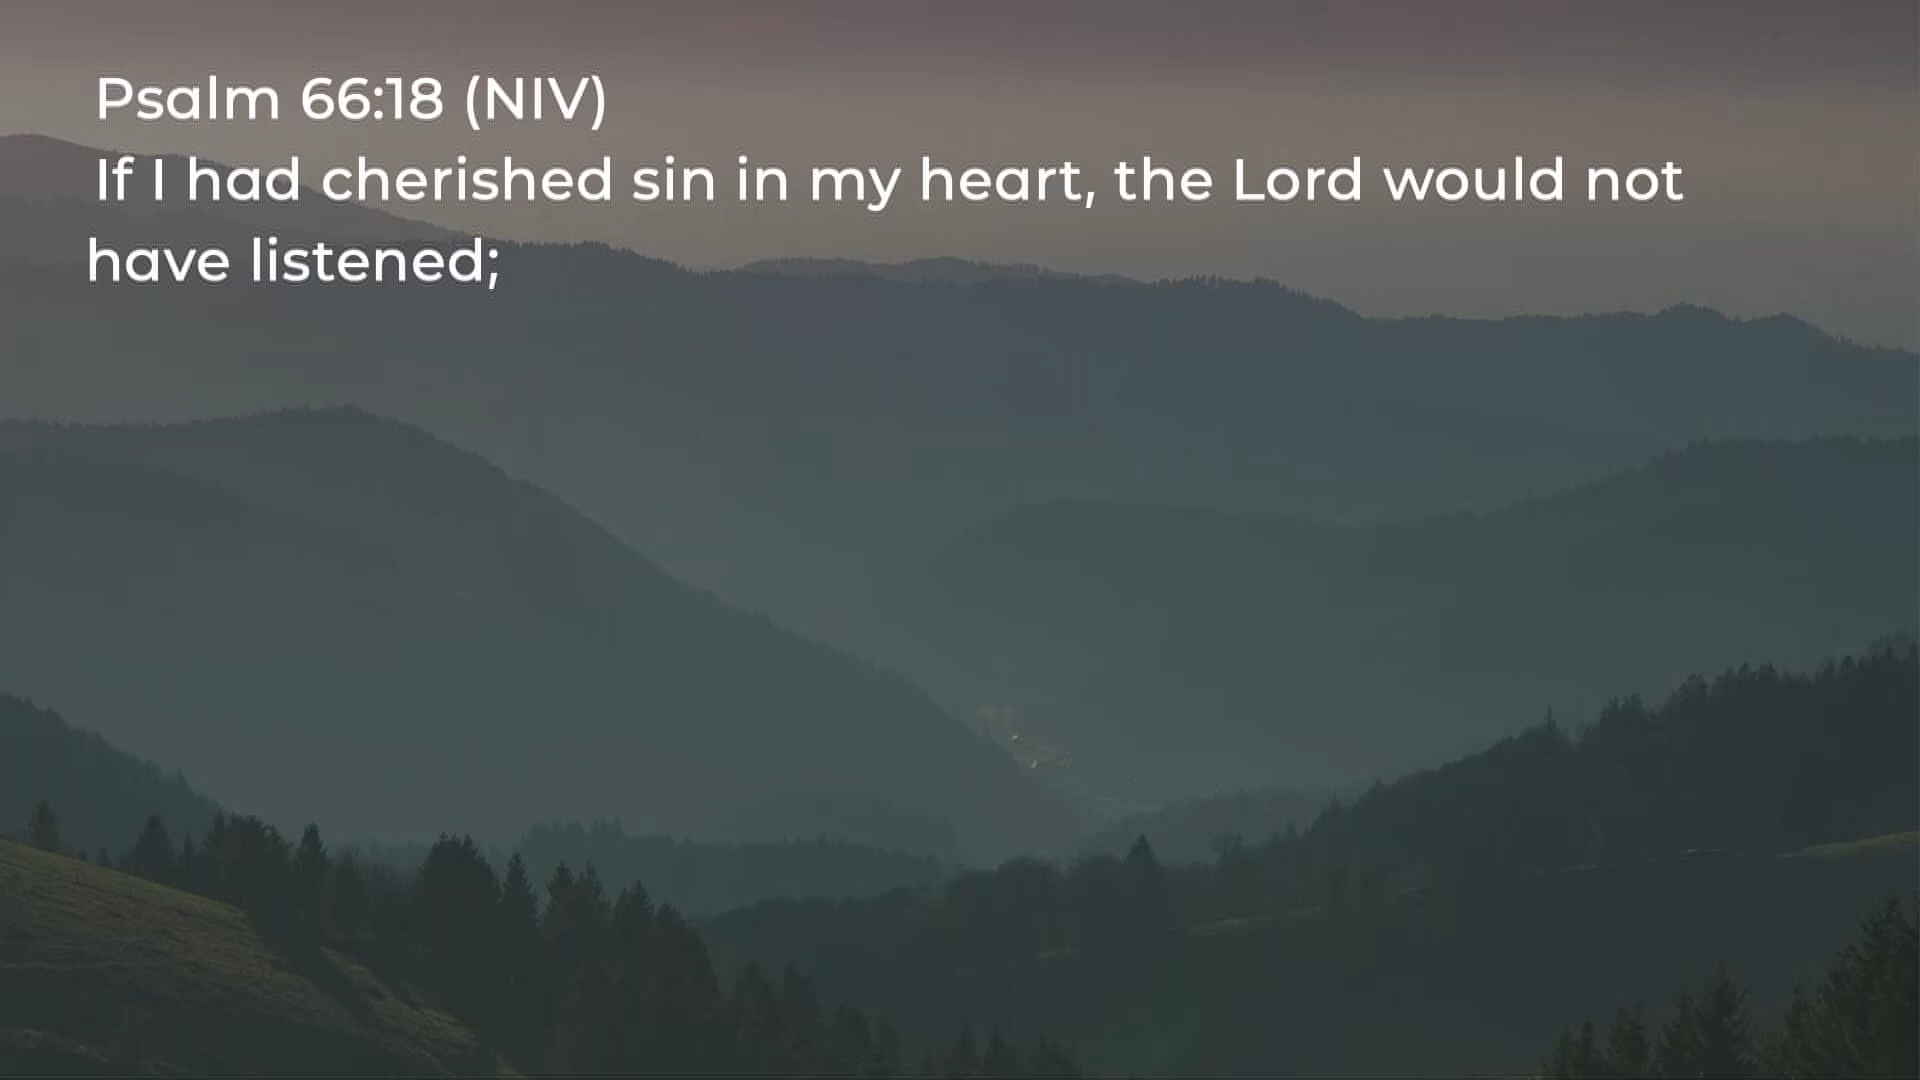 Psalm 66:18 (NIV)
If I had cherished sin in my heart, the Lord would not
have listened;